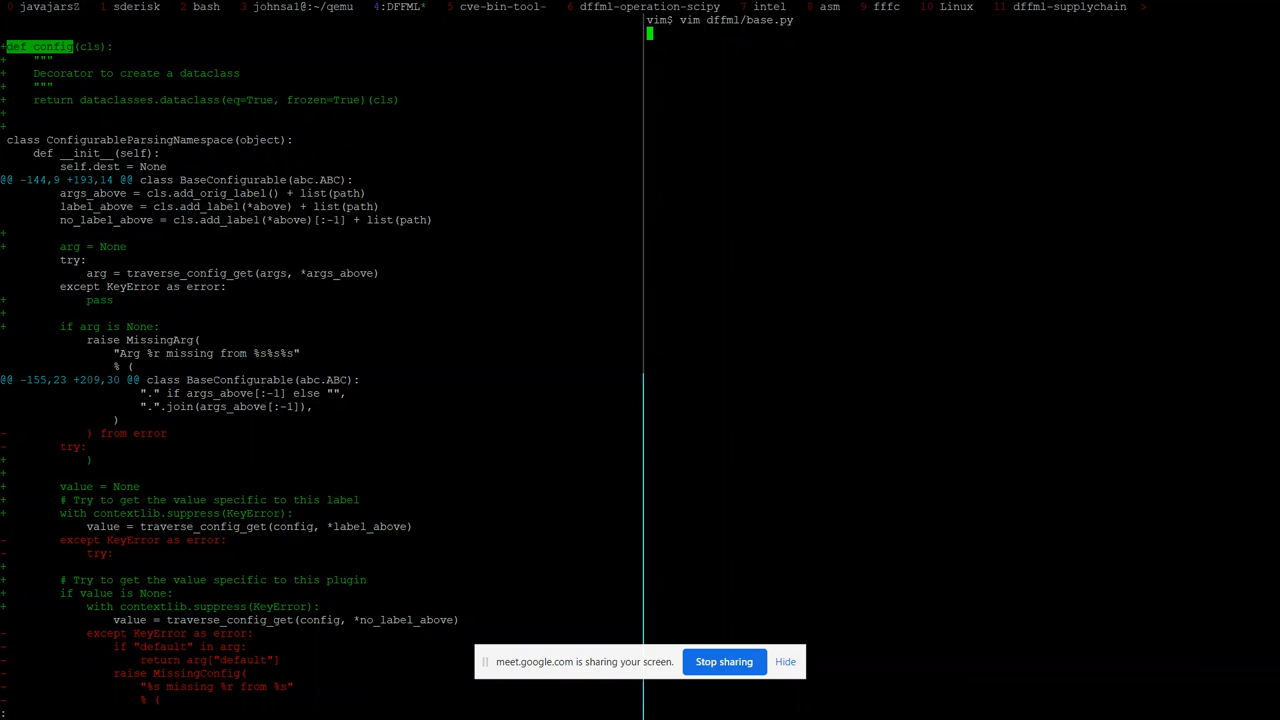 0 javajarsZ 1 sderisk 2 bash 3 johnsal@:~/qemu 4:DFFML* 5 cve-bin-tool- 6 dffml-operation-scipy 7 intel 8 asm 9 fffc 10 Linux 11 dffml-supplychain >
+def config(cls):
+    """
+    Decorator to create a dataclass
+    """
+    return dataclasses.dataclass(eq=True, frozen=True)(cls)
+
+
 class ConfigurableParsingNamespace(object):
     def __init__(self):
         self.dest = None
@@ -144,9 +193,14 @@ class BaseConfigurable(abc.ABC):
         args_above = cls.add_orig_label() + list(path)
         label_above = cls.add_label(*above) + list(path)
         no_label_above = cls.add_label(*above)[:-1] + list(path)
+
+        arg = None
         try:
             arg = traverse_config_get(args, *args_above)
         except KeyError as error:
+            pass
+
+        if arg is None:
             raise MissingArg(
                 "Arg %r missing from %s%s%s"
                 % (
@@ -155,23 +209,30 @@ class BaseConfigurable(abc.ABC):
                     "." if args_above[:-1] else "",
                     ".".join(args_above[:-1]),
                 )
-            ) from error
-        try:
+            )
+
+        value = None
+        # Try to get the value specific to this label
+        with contextlib.suppress(KeyError):
             value = traverse_config_get(config, *label_above)
-        except KeyError as error:
-            try:
+
+        # Try to get the value specific to this plugin
+        if value is None:
+            with contextlib.suppress(KeyError):
                 value = traverse_config_get(config, *no_label_above)
-            except KeyError as error:
-                if "default" in arg:
-                    return arg["default"]
-                raise MissingConfig(
-                    "%s missing %r from %s"
-                    % (
:
vim$ vim dffml/base.py
meet.google.com is sharing your screen.
Stop sharing
Hide